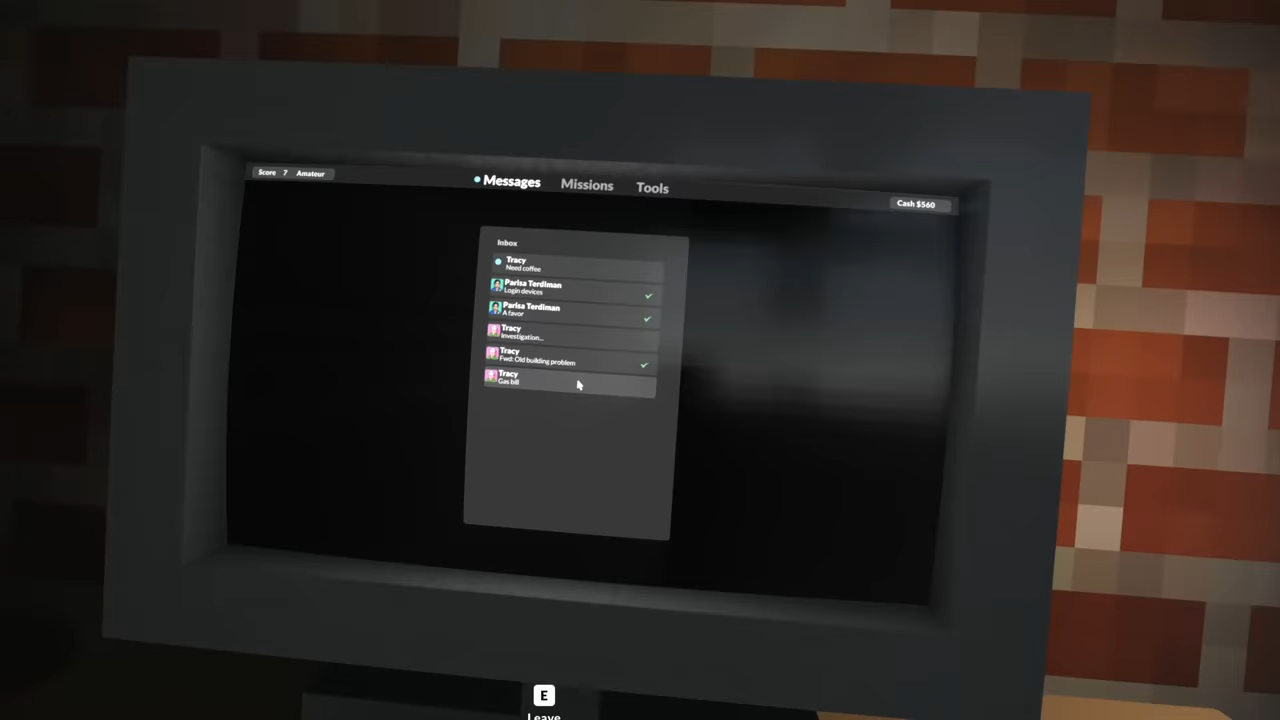 Score 7 Amateur
Messages Missions Tools
Cash $560
Inbox
Tracy
Need coffee
Parisa Terdiman
Login devices
Parisa Terdiman
A favor
Tracy
Investigation...
Tracy
Fwd: Old building problem
Tracy
Gas bill
E
Leave